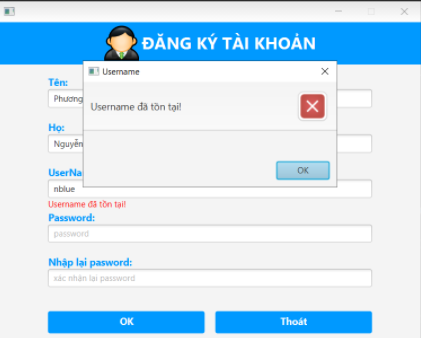 ĐĂNG KÝ TÀI KHOẢN
Username
Tên:
Phương
Username đã tồn tại!
Họ:
Nguyễn
OK
UserNa
nblue
Username đã tồn tại!
Password:
password
Nhập lại pasword:
xác nhận lại password
OK
Thoát